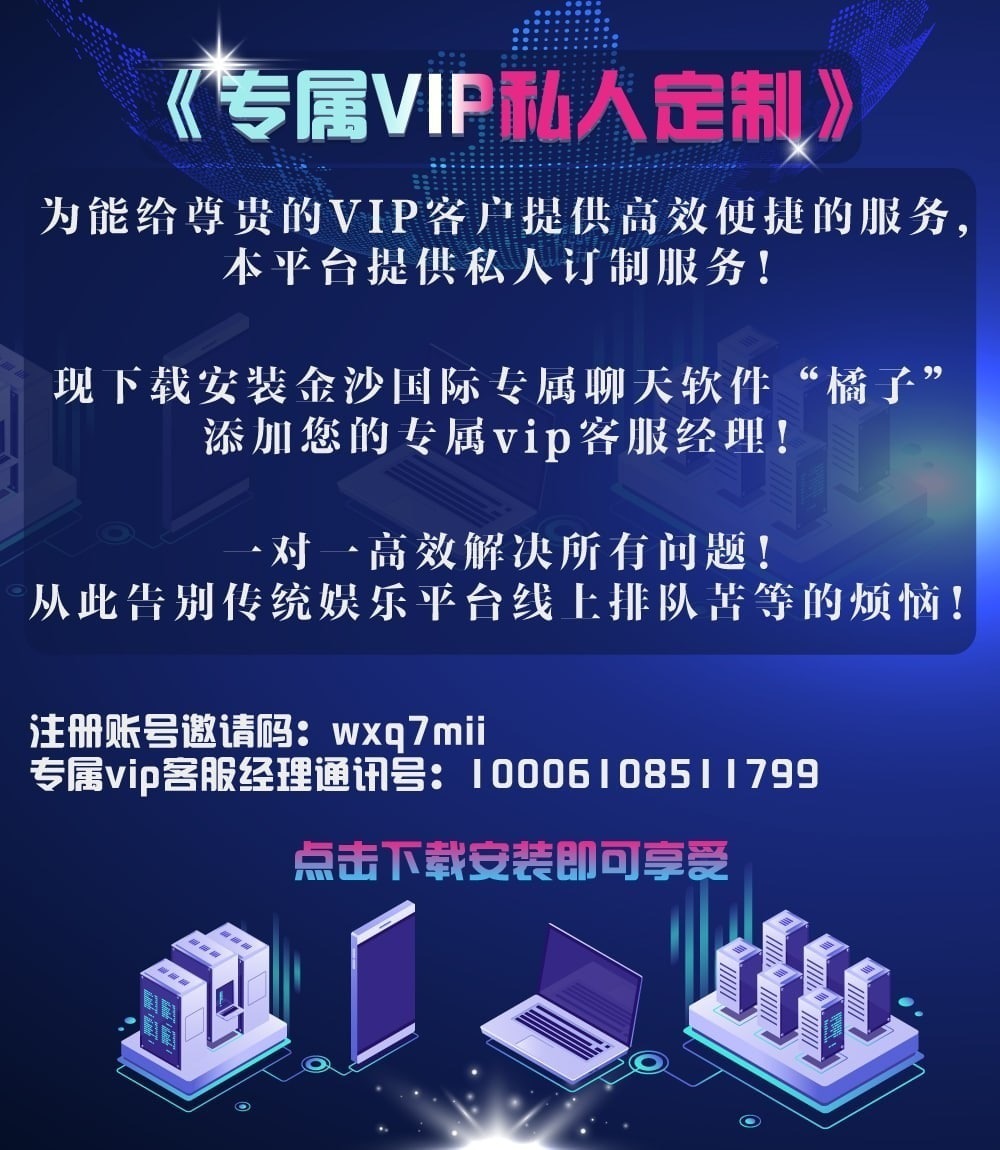 《专属VIP私人定制》
为能给尊贵的VIP客户提供高效便捷的服务,
本平台提供私人订制服务!
现下载安装金沙国际专属聊天软件“橘子”
添加您的专属vip客服经理!
一对一高效解决所有问题!
从此告别传统娱乐平台线上排队苦等的烦恼!
注册账号邀请码：wxq7mii
专属vip客服经理通讯号：10006108511799
点击下载安装即可享受